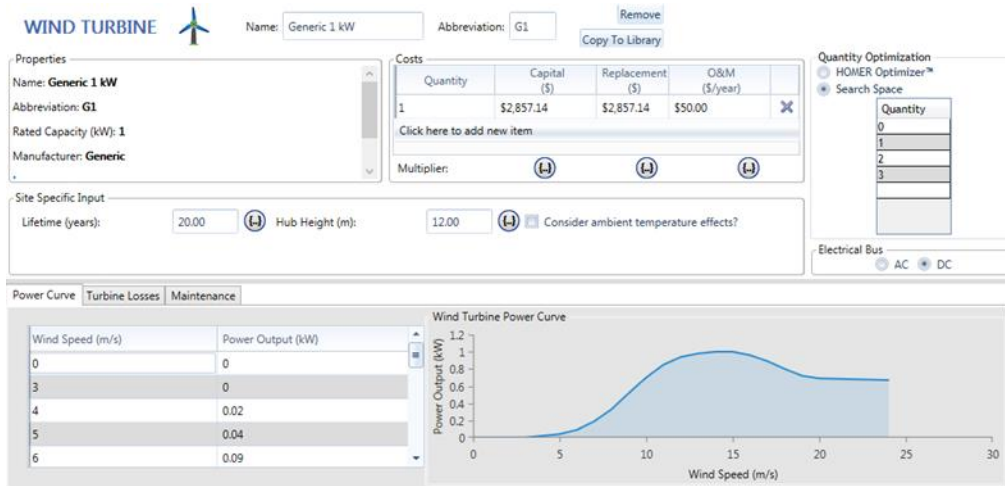 WIND TURBINE
Name: Generic 1 kW
Abbreviation: G1
Remove
Copy To Library
Properties
Name: Generic 1 kW
Abbreviation: G1
Rated Capacity (kW): 1
Manufacturer: Generic
Costs
Quantity Capital ($) Replacement ($) O&M ($/year)
1 $2,857.14 $2,857.14 $50.00
Click here to add new item
Multiplier: {..} {..} {..}
Quantity Optimization
HOMER Optimizer™
Search Space
Quantity
0
1
2
3
Site Specific Input
Lifetime (years): 20.00 {..} Hub Height (m): 12.00 {..} Consider ambient temperature effects?
Electrical Bus
AC DC
Power Curve Turbine Losses Maintenance
Wind Speed (m/s) Power Output (kW)
0 0
3 0
4 0.02
5 0.04
6 0.09
Wind Turbine Power Curve
Power Output (kW)
1.2
1
0.8
0.6
0.4
0.2
0
0 5 10 15 20 25 30
Wind Speed (m/s)